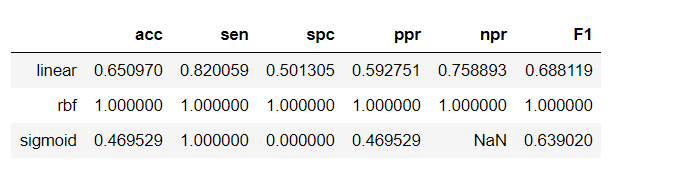 acc sen spc ppr npr F1
linear 0.650970 0.820059 0.501305 0.592751 0.758893 0.688119
rbf 1.000000 1.000000 1.000000 1.000000 1.000000 1.000000
sigmoid 0.469529 1.000000 0.000000 0.469529 NaN 0.639020